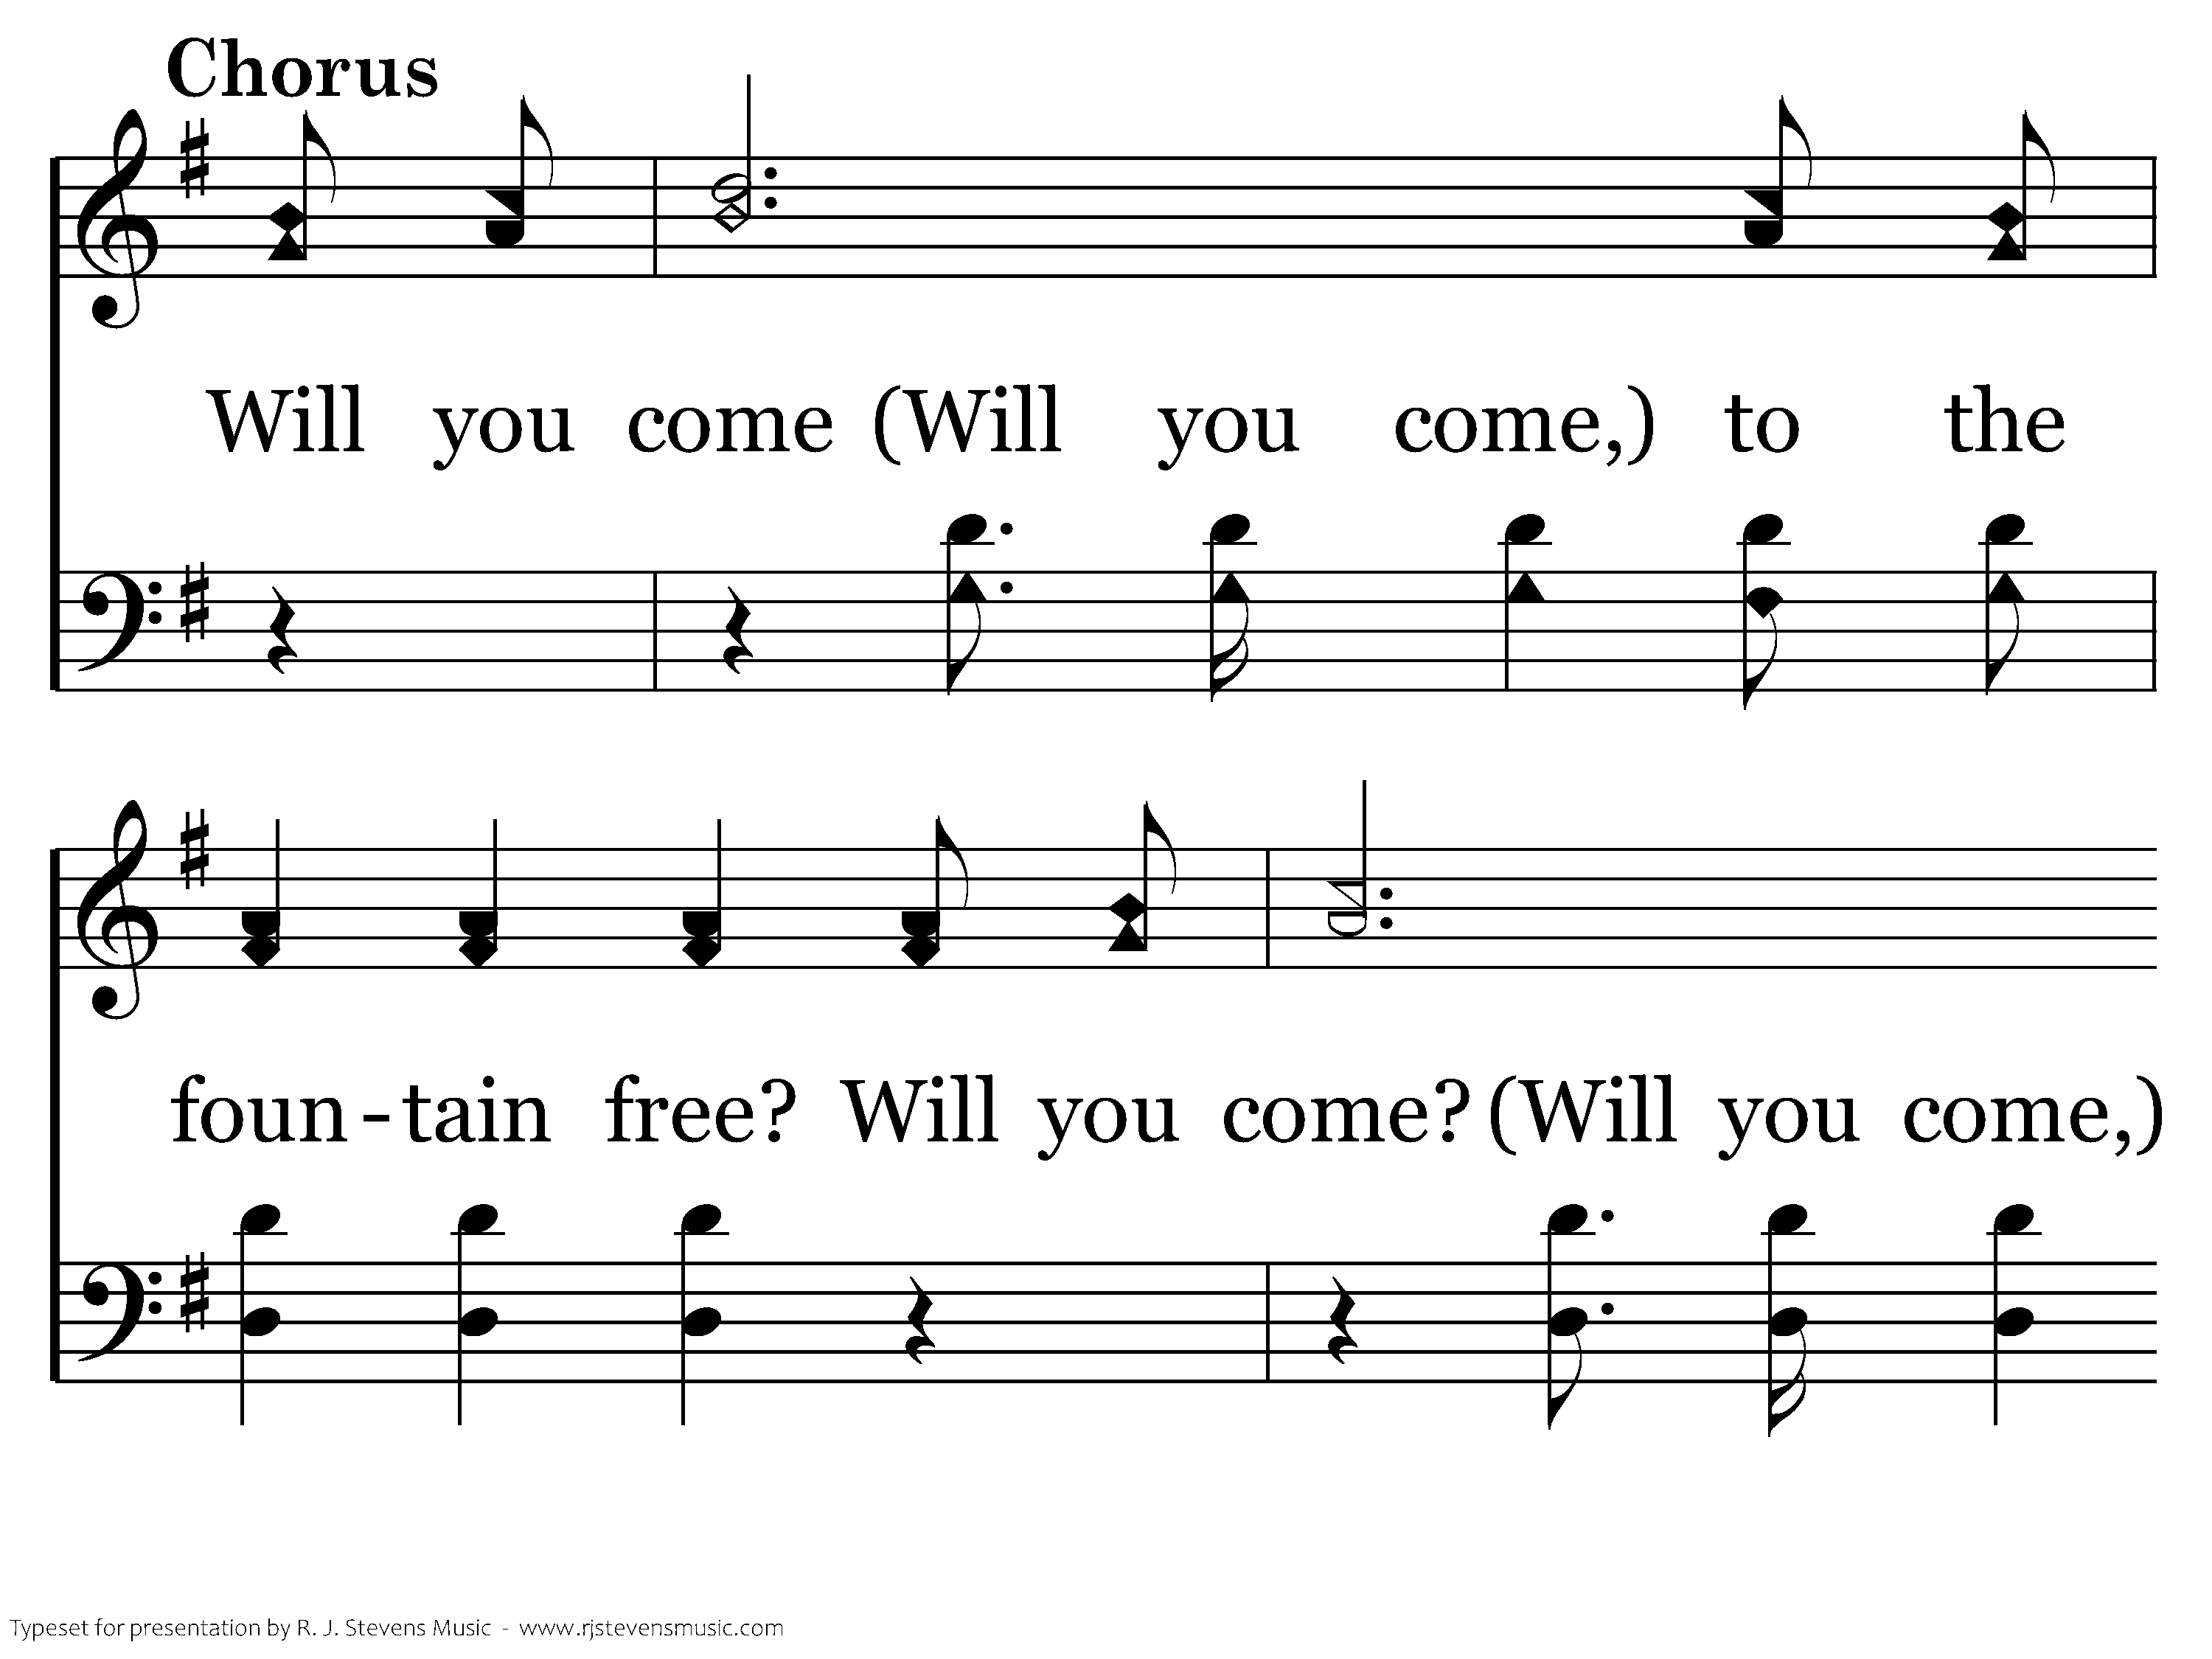 Chorus
Will you come (Will you come,) to the
foun - tain free? Will you come? (Will you come,)
Typeset for presentation by R. J. Stevens Music - www.rjstevensmusic.com